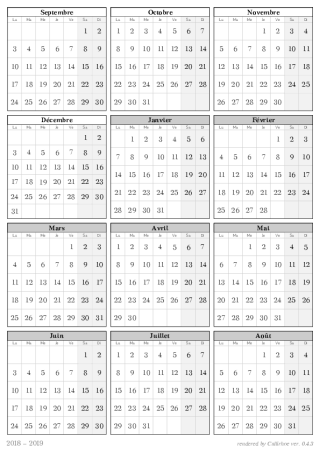 Septembre
Lu Ma Me Je Ve Sa Di
1 2
3 4 5 6 7 8 9
10 11 12 13 14 15 16
17 18 19 20 21 22 23
24 25 26 27 28 29 30
Octobre
Lu Ma Me Je Ve Sa Di
1 2 3 4 5 6 7
8 9 10 11 12 13 14
15 16 17 18 19 20 21
22 23 24 25 26 27 28
29 30 31
Novembre
Lu Ma Me Je Ve Sa Di
1 2 3 4
5 6 7 8 9 10 11
12 13 14 15 16 17 18
19 20 21 22 23 24 25
26 27 28 29 30
Décembre
Lu Ma Me Je Ve Sa Di
1 2
3 4 5 6 7 8 9
10 11 12 13 14 15 16
17 18 19 20 21 22 23
24 25 26 27 28 29 30
31
Janvier
Lu Ma Me Je Ve Sa Di
1 2 3 4 5 6
7 8 9 10 11 12 13
14 15 16 17 18 19 20
21 22 23 24 25 26 27
28 29 30 31
Février
Lu Ma Me Je Ve Sa Di
1 2 3
4 5 6 7 8 9 10
11 12 13 14 15 16 17
18 19 20 21 22 23 24
25 26 27 28
Mars
Lu Ma Me Je Ve Sa Di
1 2 3
4 5 6 7 8 9 10
11 12 13 14 15 16 17
18 19 20 21 22 23 24
25 26 27 28 29 30 31
Avril
Lu Ma Me Je Ve Sa Di
1 2 3 4 5 6 7
8 9 10 11 12 13 14
15 16 17 18 19 20 21
22 23 24 25 26 27 28
29 30
Mai
Lu Ma Me Je Ve Sa Di
1 2 3 4 5
6 7 8 9 10 11 12
13 14 15 16 17 18 19
20 21 22 23 24 25 26
27 28 29 30 31
Juin
Lu Ma Me Je Ve Sa Di
1 2
3 4 5 6 7 8 9
10 11 12 13 14 15 16
17 18 19 20 21 22 23
24 25 26 27 28 29 30
Juillet
Lu Ma Me Je Ve Sa Di
1 2 3 4 5 6 7
8 9 10 11 12 13 14
15 16 17 18 19 20 21
22 23 24 25 26 27 28
29 30 31
Août
Lu Ma Me Je Ve Sa Di
1 2 3 4
5 6 7 8 9 10 11
12 13 14 15 16 17 18
19 20 21 22 23 24 25
26 27 28 29 30 31
2018 – 2019
rendered by Calirhoe ver. 0.4.3